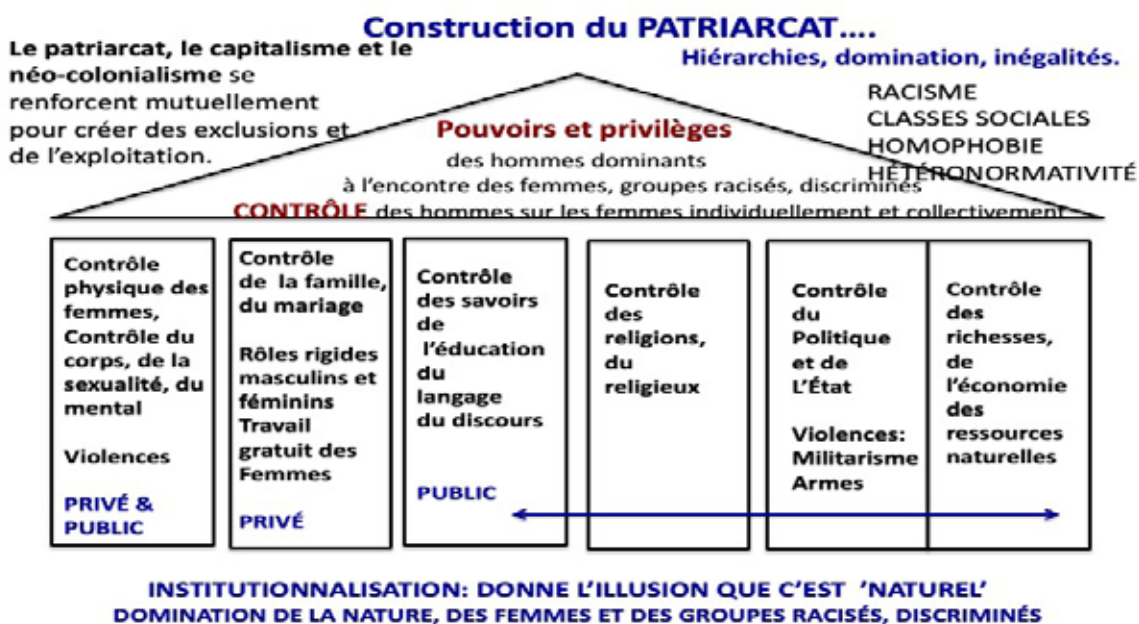 Construction du PATRIARCAT....
Le patriarcat, le capitalisme et le
néo-colonialisme se
renforcent mutuellement
pour créer des exclusions et
de l'exploitation.
Hiérarchies, domination, inégalités.
RACISME
CLASSES SOCIALES
HOMOPHOBIE
HÉTÉRONORMATIVITÉ
Pouvoirs et privilèges
des hommes dominants
à l'encontre des femmes, groupes racisés, discriminés
CONTRÔLE des hommes sur les femmes individuellement et collectivement
Contrôle
physique des
femmes,
Contrôle du
corps, de la
sexualité, du
mental
Violences
PRIVÉ &
PUBLIC
Contrôle
de la famille,
du mariage
Rôles rigides
masculins et
féminins
Travail
gratuit des
Femmes
PRIVÉ
Contrôle
des savoirs
de
l'éducation
du
langage
du discours
PUBLIC
Contrôle
des
religions,
du
religieux
Contrôle
du
Politique
et de
L'État
Violences:
Militarisme
Armes
Contrôle
des
richesses,
de
l'économie
des
ressources
naturelles
INSTITUTIONNALISATION: DONNE L'ILLUSION QUE C'EST 'NATUREL'
DOMINATION DE LA NATURE, DES FEMMES ET DES GROUPES RACISÉS, DISCRIMINÉS